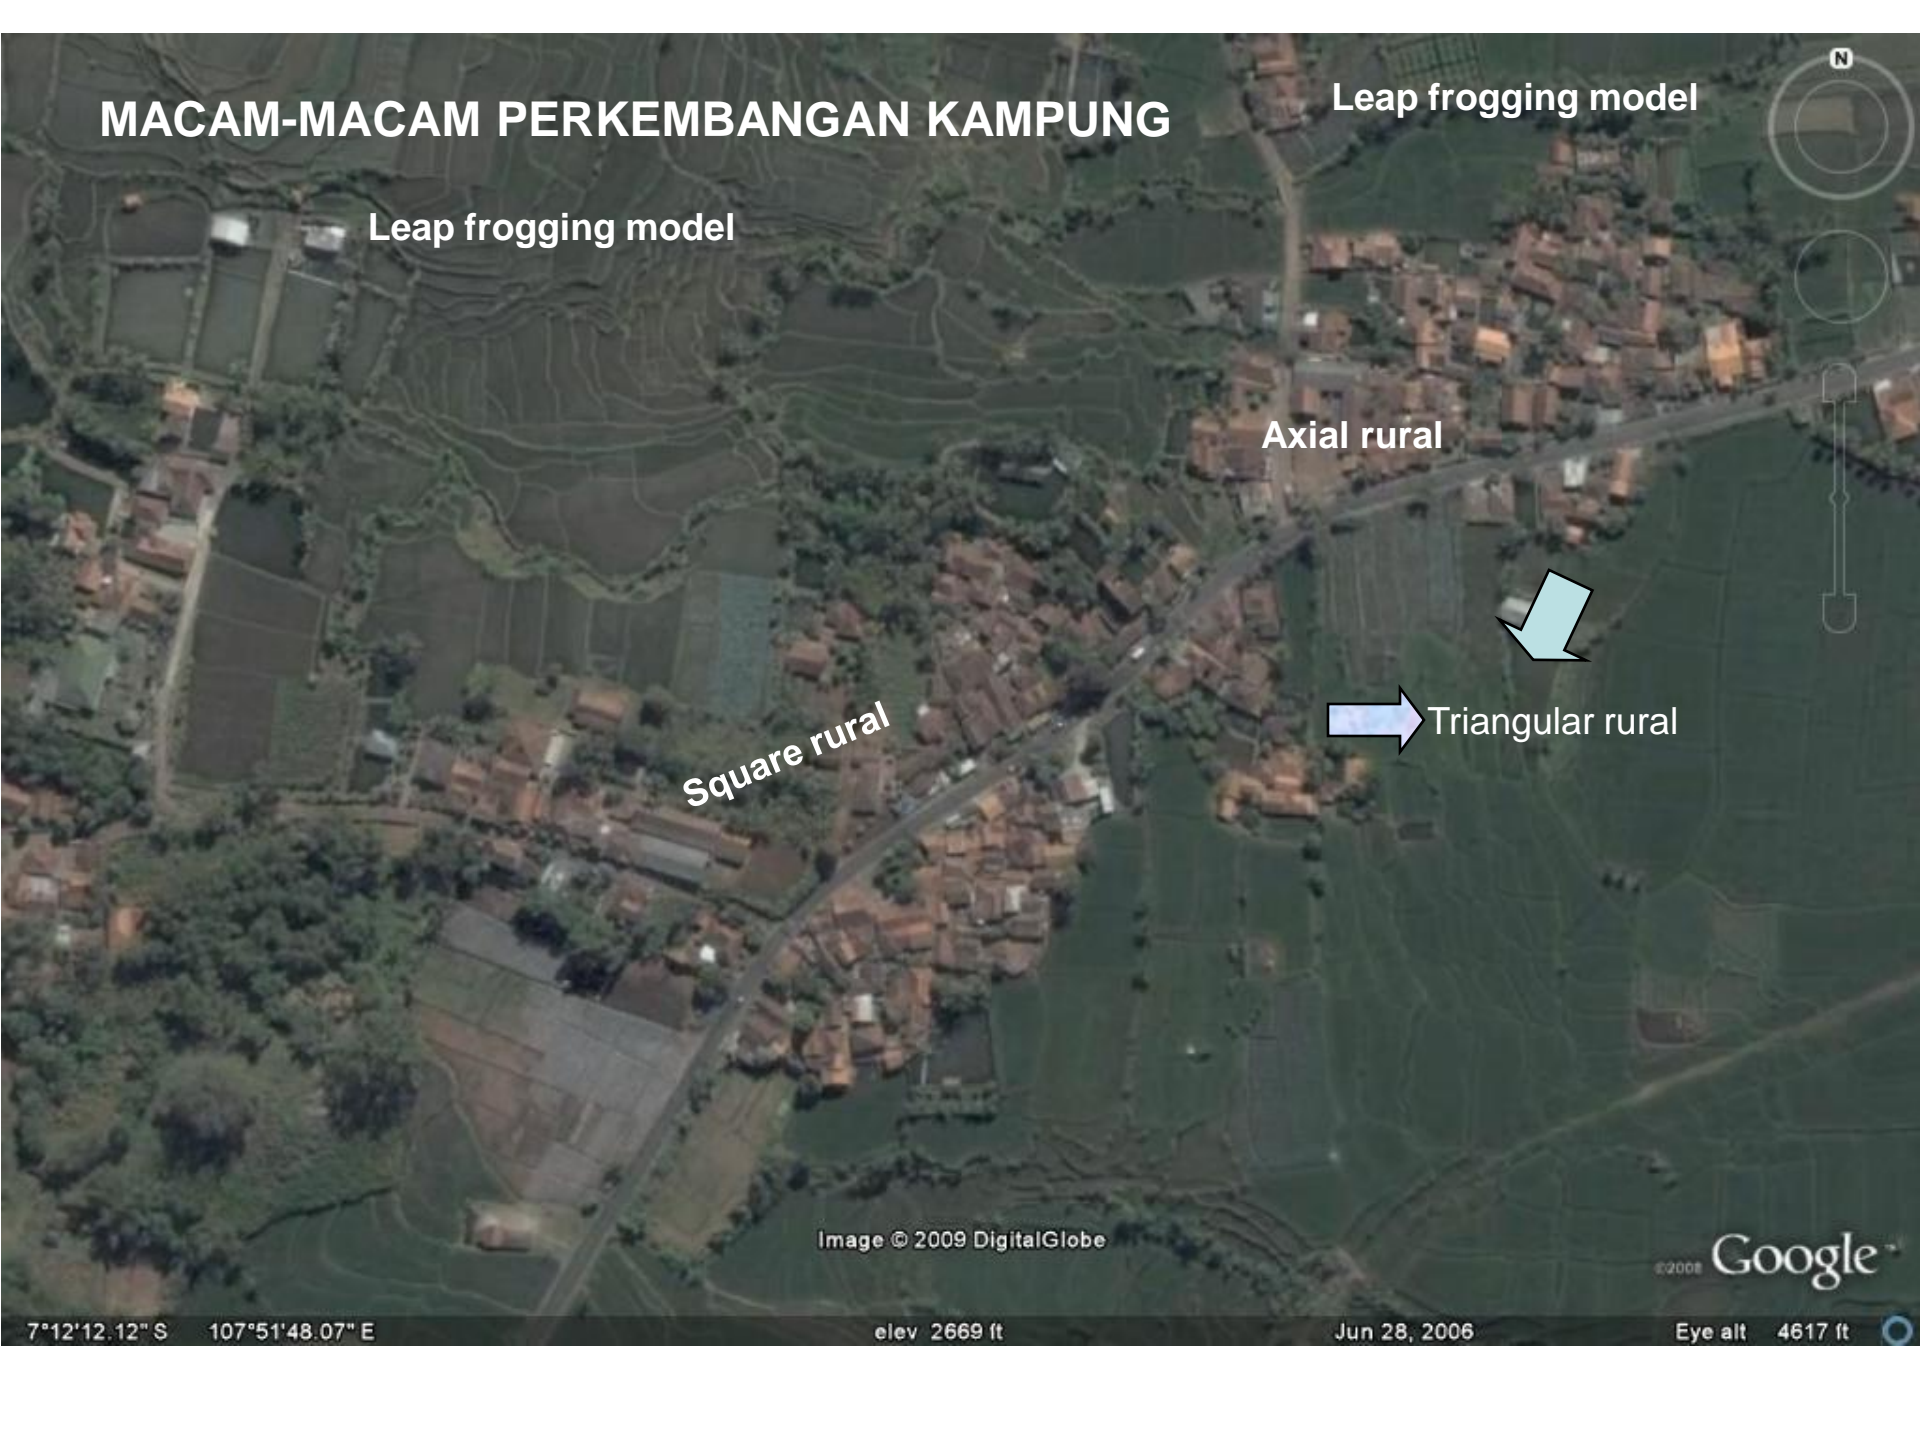 Leap frogging model
MACAM-MACAM PERKEMBANGAN KAMPUNG
Leap frogging model
Axial rural
Triangular rural
Square rural
Image © 2009 DigitalGlobe
©2008 Google™
7°12'12.12" S 107°51'48.07" E elev 2669 ft Jun 28, 2006 Eye alt 4617 ft
N